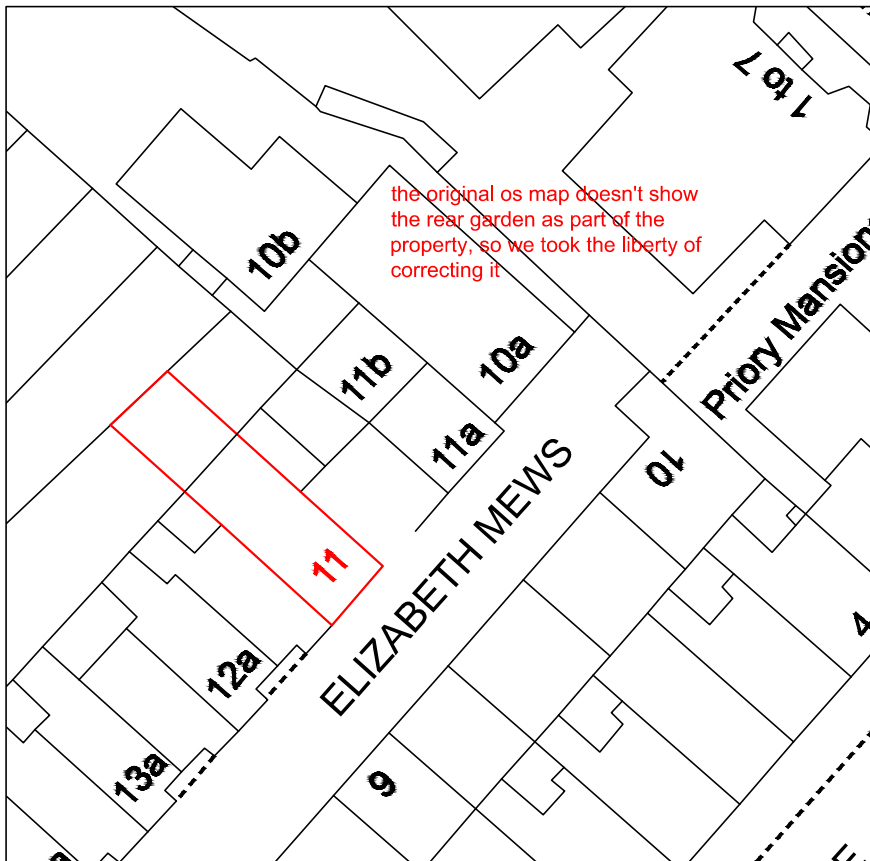 1 to 7
the original os map doesn't show
the rear garden as part of the
property, so we took the liberty of
correcting it
10b
Priory Mansion
10a
11b
11a
10
ELIZABETH MEWS
11
4
12a
13a
9
a
E